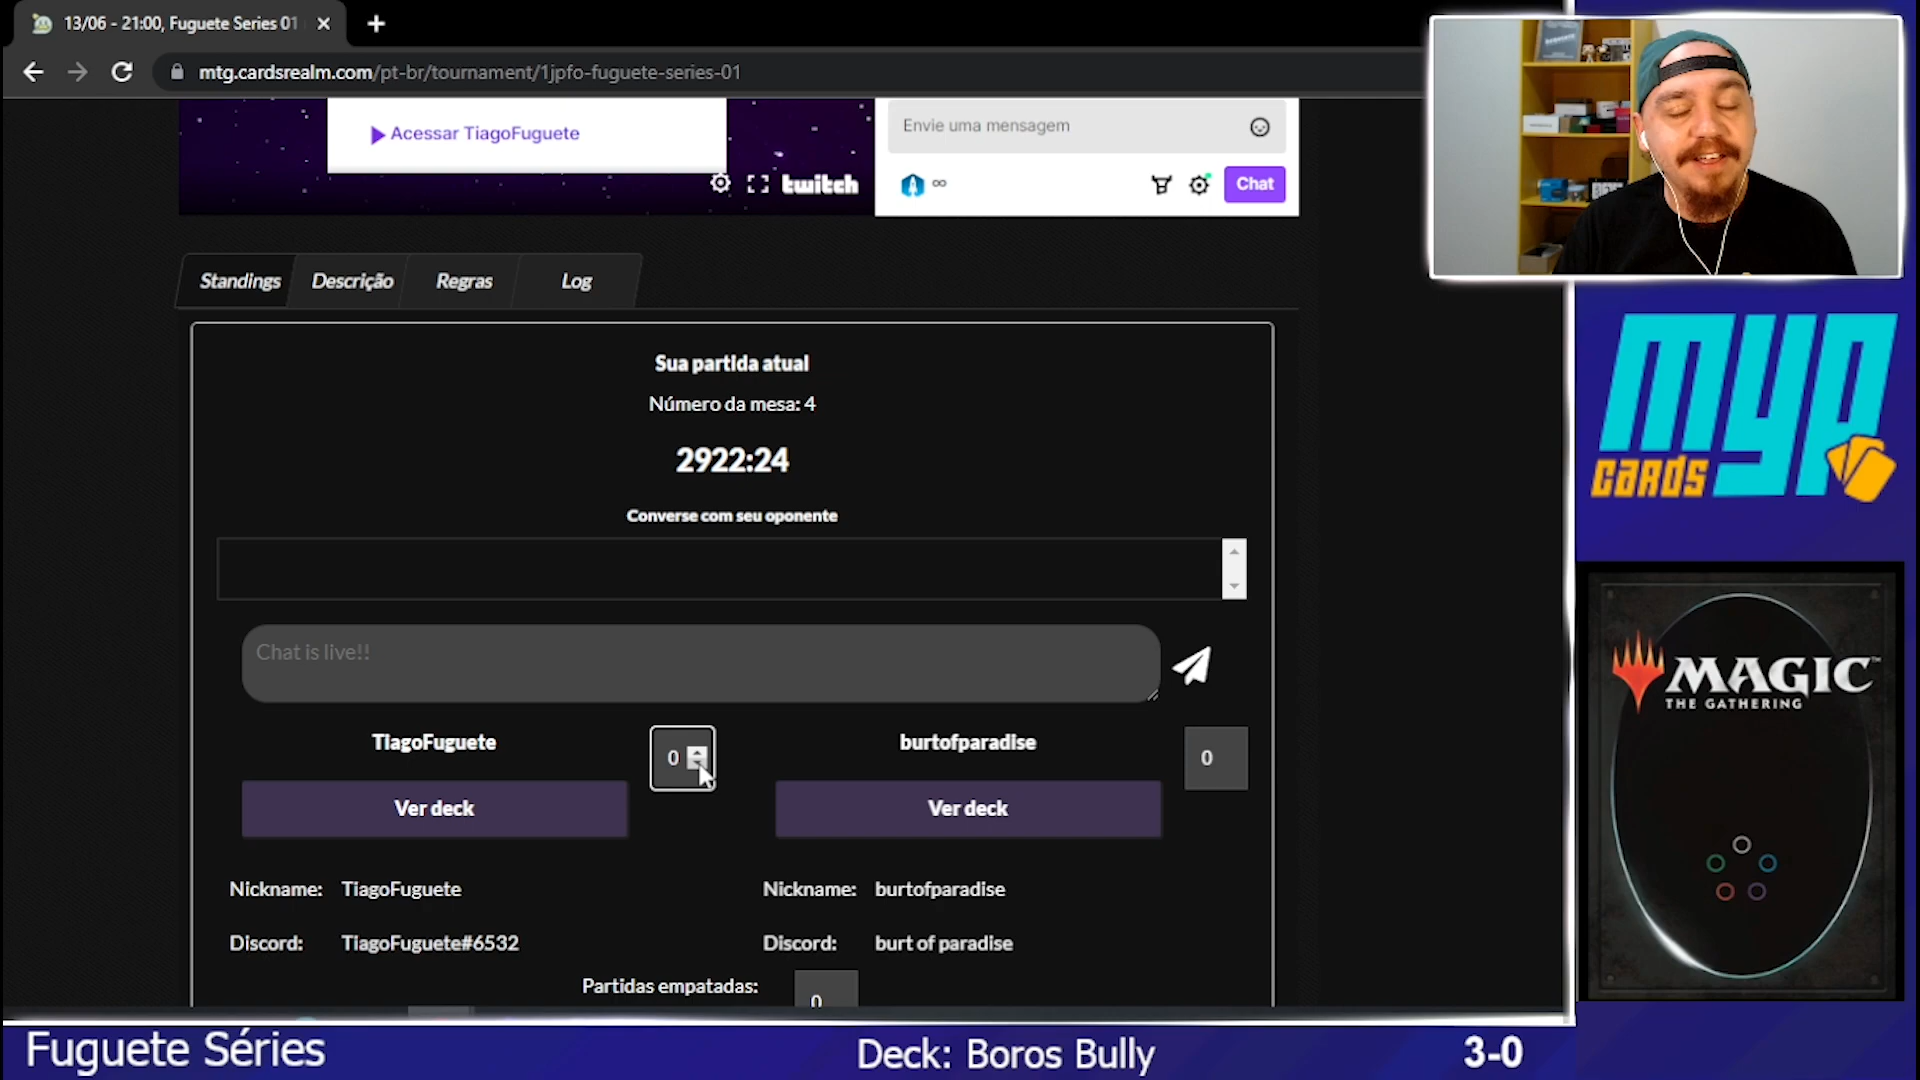 13/06 - 21:00, Fuguete Series 01
mtg.cardsrealm.com/pt-br/tournament/1jpfo-fuguete-series-01
Acessar TiagoFuguete
twitch
Envie uma mensagem
∞
Chat
Standings
Descrição
Regras
Log
Sua partida atual
Número da mesa: 4
2922:24
Converse com seu oponente
Chat is live!!
TiagoFuguete
0
burtofparadise
0
Ver deck
Ver deck
Nickname: TiagoFuguete
Nickname: burtofparadise
Discord: TiagoFuguete#6532
Discord: burt of paradise
Partidas empatadas:
0
myp
cards
MAGIC
THE GATHERING
Fuguete Séries
Deck: Boros Bully
3-0